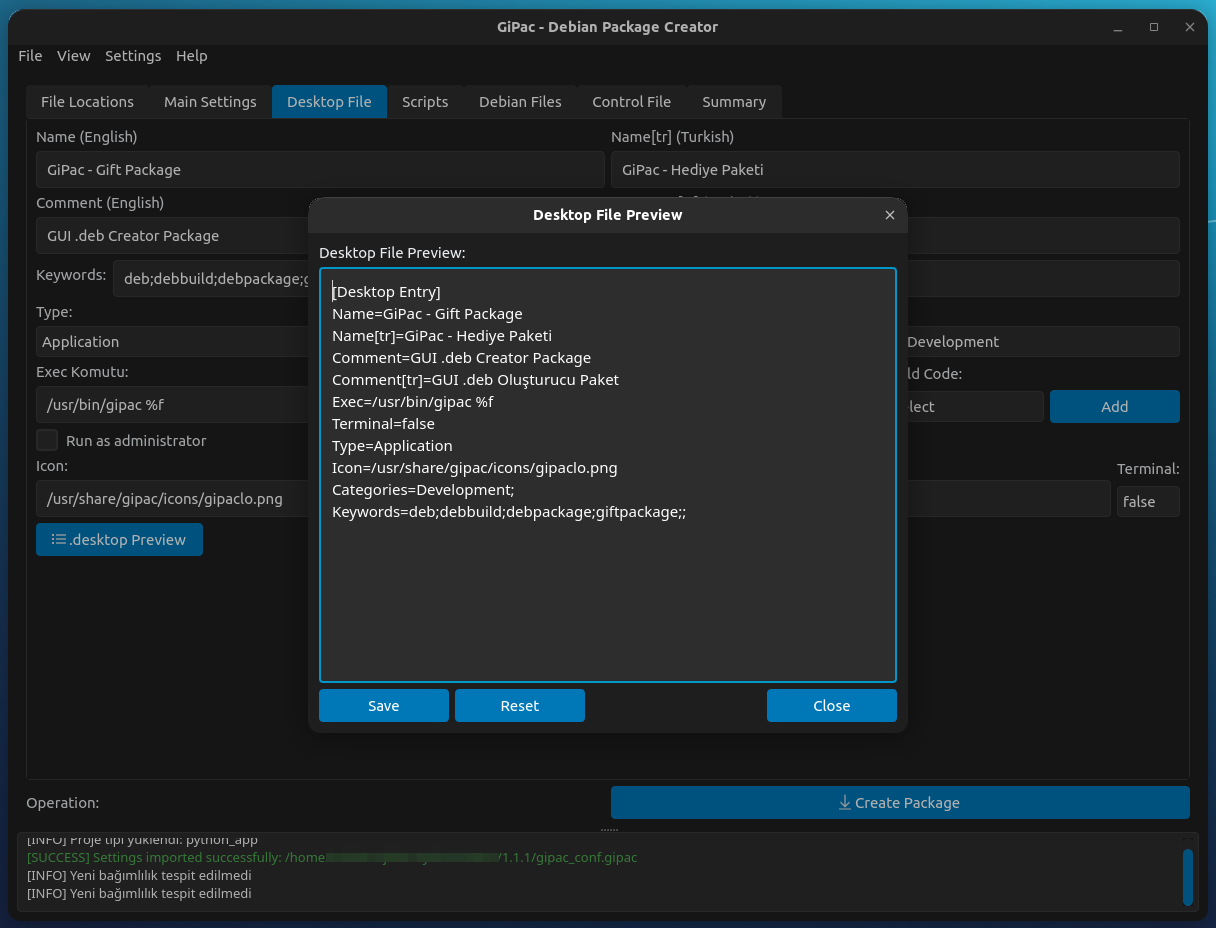 GiPac - Debian Package Creator
File View Settings Help
File Locations Main Settings Desktop File Scripts Debian Files Control File Summary
Name (English) Name[tr] (Turkish)
GiPac - Gift Package GiPac - Hediye Paketi
Comment (English)
GUI .deb Creator Package
Keywords: deb;debbuild;debpackage;
Type:
Application Development
Exec Komutu: ld Code:
/usr/bin/gipac %f lect Add
Run as administrator
Icon: Terminal:
/usr/share/gipac/icons/gipaclo.png false
.desktop Preview
Desktop File Preview
Desktop File Preview:
[Desktop Entry]
Name=GiPac - Gift Package
Name[tr]=GiPac - Hediye Paketi
Comment=GUI .deb Creator Package
Comment[tr]=GUI .deb Oluşturucu Paket
Exec=/usr/bin/gipac %f
Terminal=false
Type=Application
Icon=/usr/share/gipac/icons/gipaclo.png
Categories=Development;
Keywords=deb;debbuild;debpackage;giftpackage;;
Save Reset Close
Operation: Create Package
[INFO] Proje tipi yüklendi: python_app
[SUCCESS] Settings imported successfully: /home /1.1.1/gipac_conf.gipac
[INFO] Yeni bağımlılık tespit edilmedi
[INFO] Yeni bağımlılık tespit edilmedi